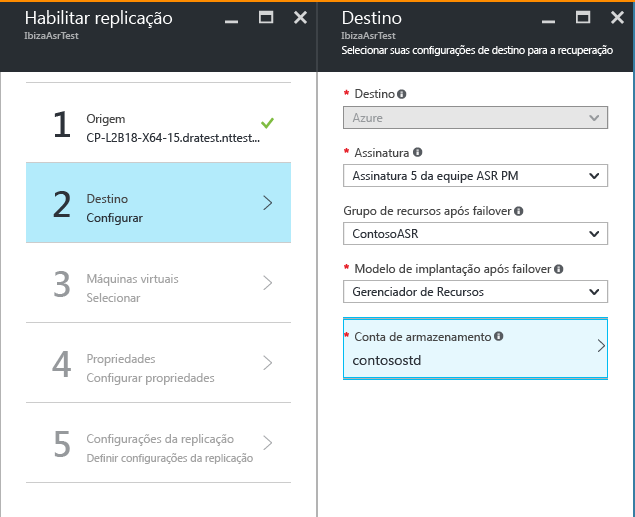 Habilitar replicação
IbizaAsrTest
1
Origem
CP-L2B18-X64-15.dratest.nttest...
2
Destino
Configurar
3
Máquinas virtuais
Selecionar
4
Propriedades
Configurar propriedades
5
Configurações da replicação
Definir configurações da replicação
Destino
IbizaAsrTest
Selecionar suas configurações de destino para a recuperação
* Destino
Azure
* Assinatura
Assinatura 5 da equipe ASR PM
Grupo de recursos após failover
ContosoASR
* Modelo de implantação após failover
Gerenciador de Recursos
* Conta de armazenamento
contosostd